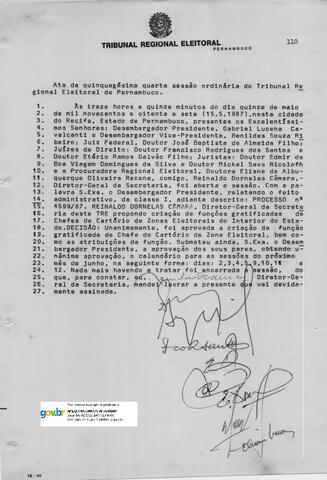 TRIBUNAL REGIONAL ELEITORAL
PERNAMBUCO
110
Ata da quinquagésima quarta sessão ordinária do Tribunal Re
gional Eleitoral de Pernambuco.
1. Às treze horas e quinze minutos do dia quinze de maio
2. de mil novecentos e oitenta e sete (15.5.1987), nesta cidade
3. do Recife, Estado de Pernambuco, presentes os Excelentíssi
4. mos Senhores: Desembargador Presidente, Gabriel Lucena Ca
5. valcanti e Desembargador Vice-Presidente, Benildes Souza Ri
6. beiro; Juiz Federal, Doutor José Baptista de Almeida Filho;
7. Juízes de Direito: Doutor Francisco Rodrigues dos Santos e
8. Doutor Etério Ramos Galvão Filho; Juristas: Doutor Edmir de
9. Boa Viagem Domingues da Silva e Doutor Mickel Sava Nicoloff
10. e a Procuradora Regional Eleitoral, Doutora Eliane de Albu
11. querque Oliveira Recena, comigo, Reinaldo Dornelas Câmara,
12. Diretor-Geral da Secretaria, foi aberta a sessão. Com a pa
13. lavra S.Exa. o Desembargador Presidente, relatando o feito
14. administrativo, da classe I, adiante descrito: PROCESSO nº
15. 4599/87. REINALDO DORNELAS CÂMARA, Diretor-Geral da Secreta
16. ria deste TRE propondo criação de funções gratificadas de
17. Chefes de Cartório de Zonas Eleitorais do Interior do Esta
18. do.DECISÃO: Unanimemente, foi aprovada a criação da função
19. gratificada de Chefe do Cartório da Zona Eleitoral, bem co
20. mo as atribuições da função. Submeteu ainda, S.Exa. o Desem
21. bargador Presidente, à aprovação dos seus pares, obtendo u
22. nânime aprovação, o calendário para as sessões do próximo
23. mês de junho, na seguinte forma: dias: 2,3,4,5,9,10,11 e
24. 12. Nada mais havendo a tratar foi encerrada a sessão, do
25. que, para constar, eu, Diretor-Ge
26. ral da Secretaria, mandei lavrar a presente que vai devida-
27. mente assinada.
gov.br